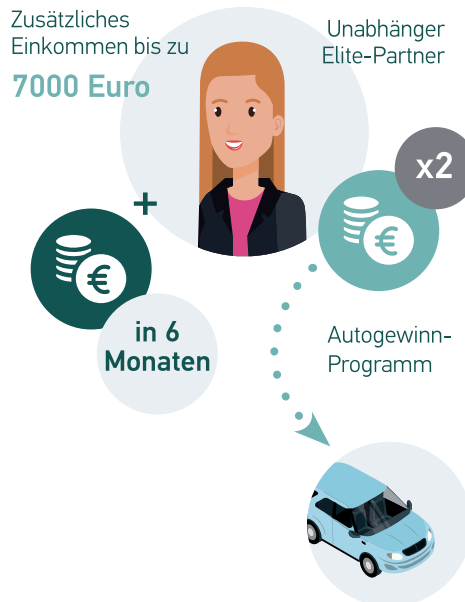 Zusätzliches
Einkommen bis zu
7000 Euro
Unabhänger
Elite-Partner
x2
+
€
€
in 6
Monaten
Autogewinn-
Programm